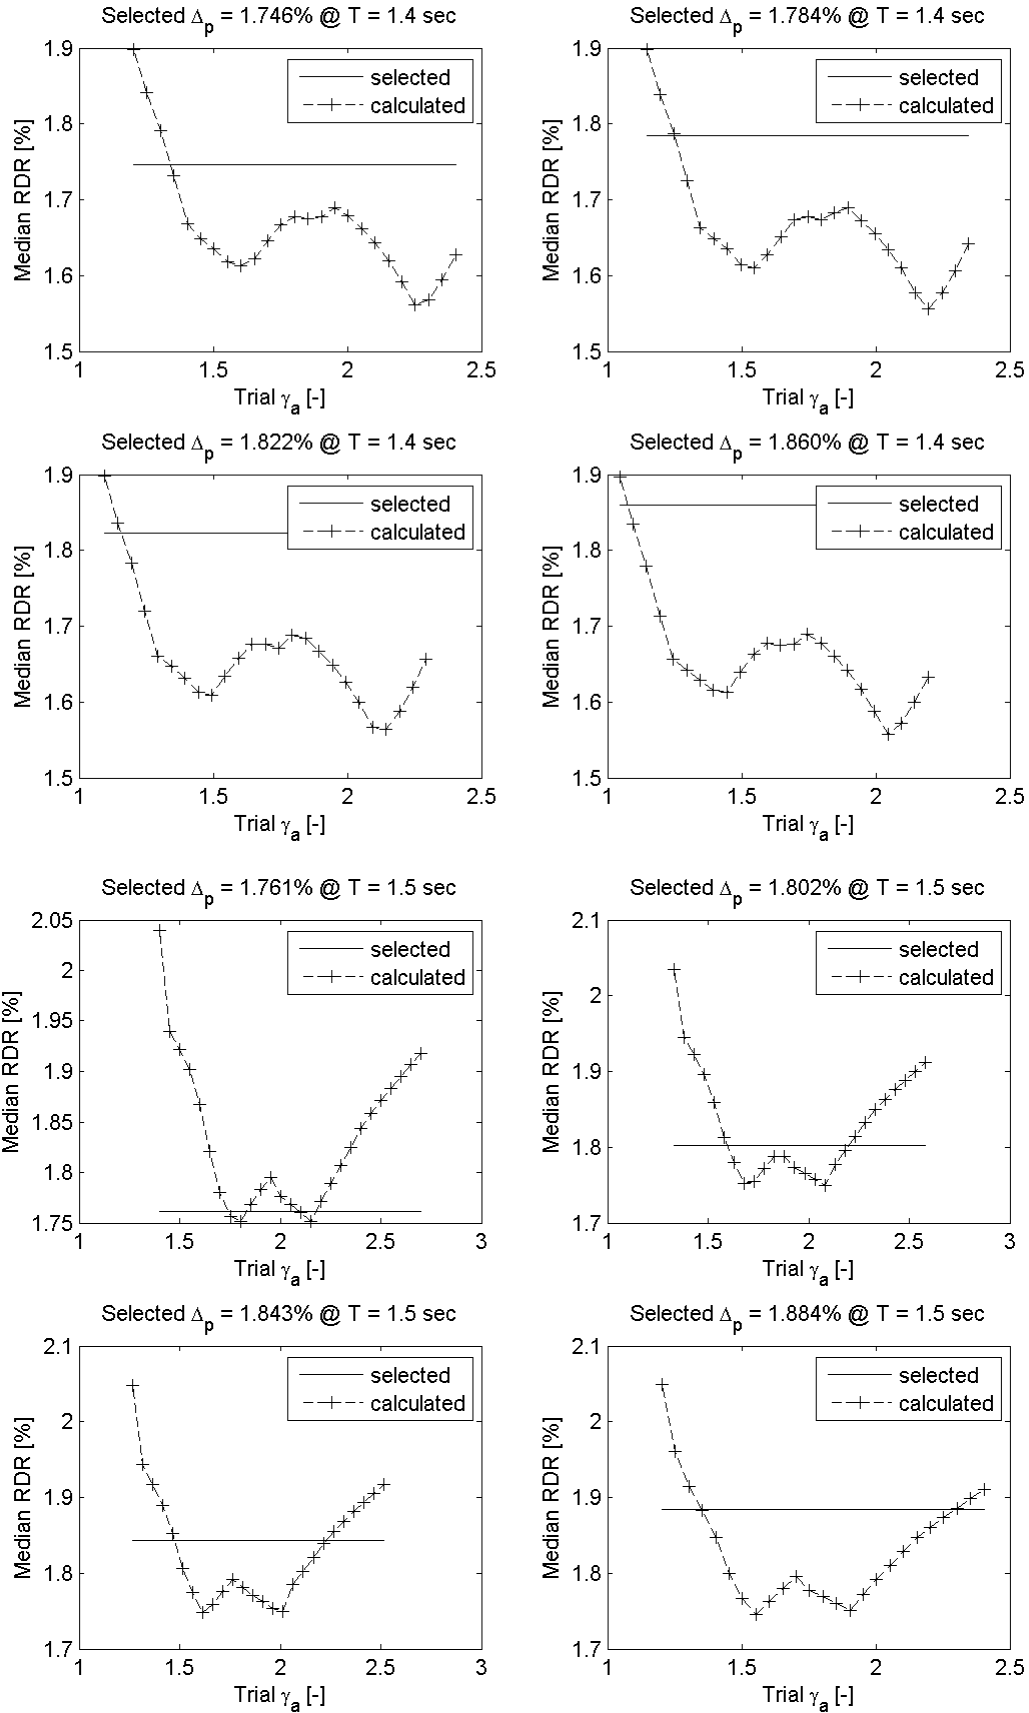 Selected Δp = 1.746% @ T = 1.4 sec
1.9
1.8
1.7
1.6
1.5
Median RDR [%]
selected
calculated
1 1.5 2 2.5
Trial γa [-]
Selected Δp = 1.784% @ T = 1.4 sec
1.9
1.8
1.7
1.6
1.5
Median RDR [%]
selected
calculated
1 1.5 2 2.5
Trial γa [-]
Selected Δp = 1.822% @ T = 1.4 sec
1.9
1.8
1.7
1.6
1.5
Median RDR [%]
selected
calculated
1 1.5 2 2.5
Trial γa [-]
Selected Δp = 1.860% @ T = 1.4 sec
1.9
1.8
1.7
1.6
1.5
Median RDR [%]
selected
calculated
1 1.5 2 2.5
Trial γa [-]
Selected Δp = 1.761% @ T = 1.5 sec
2.05
2
1.95
1.9
1.85
1.8
1.75
Median RDR [%]
selected
calculated
1 1.5 2 2.5 3
Trial γa [-]
Selected Δp = 1.802% @ T = 1.5 sec
2.1
2
1.9
1.8
1.7
Median RDR [%]
selected
calculated
1 1.5 2 2.5 3
Trial γa [-]
Selected Δp = 1.843% @ T = 1.5 sec
2.1
2
1.9
1.8
1.7
Median RDR [%]
selected
calculated
1 1.5 2 2.5 3
Trial γa [-]
Selected Δp = 1.884% @ T = 1.5 sec
2.1
2
1.9
1.8
1.7
Median RDR [%]
selected
calculated
1 1.5 2 2.5
Trial γa [-]